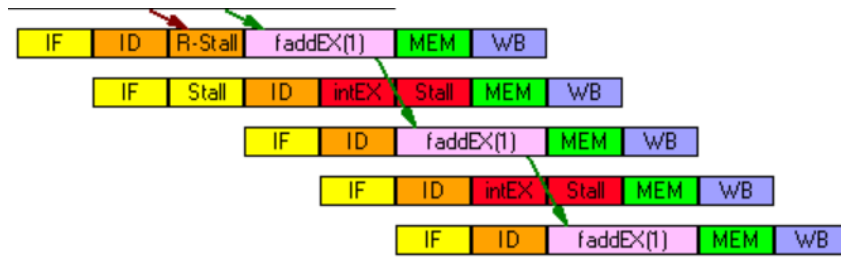 IF ID R-Stall faddEX(1) MEM WB
IF Stall ID intEX Stall MEM WB
IF ID faddEX(1) MEM WB
IF ID intEX Stall MEM WB
IF ID faddEX(1) MEM WB